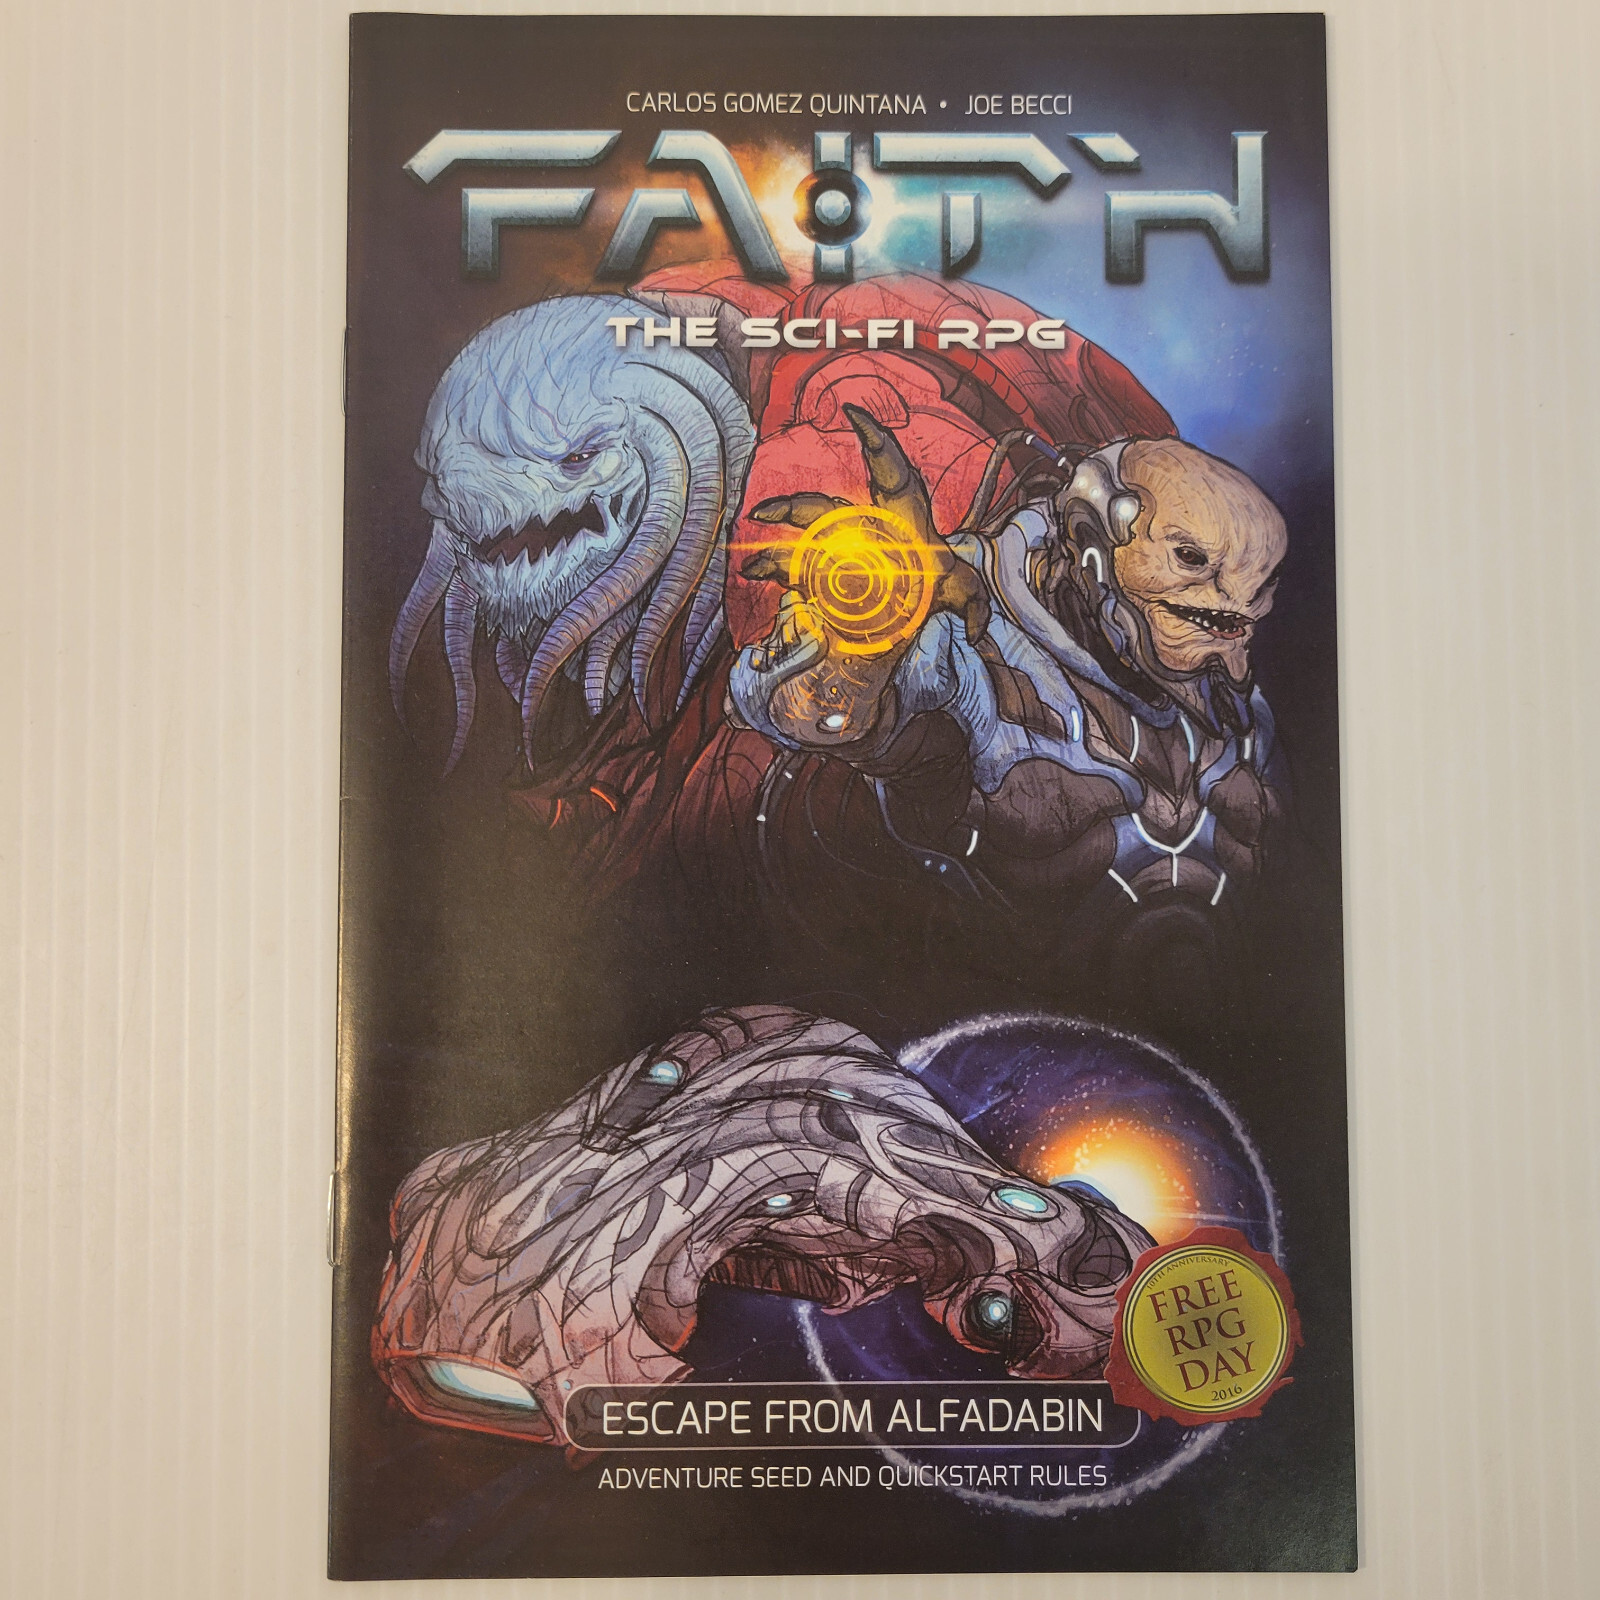 CARLOS GOMEZ QUINTANA • JOE BECCI
FAITH
THE SCI-FI RPG
10TH ANNIVERSARY
FREE
RPG
DAY
2016
ESCAPE FROM ALFADABIN
ADVENTURE SEED AND QUICKSTART RULES